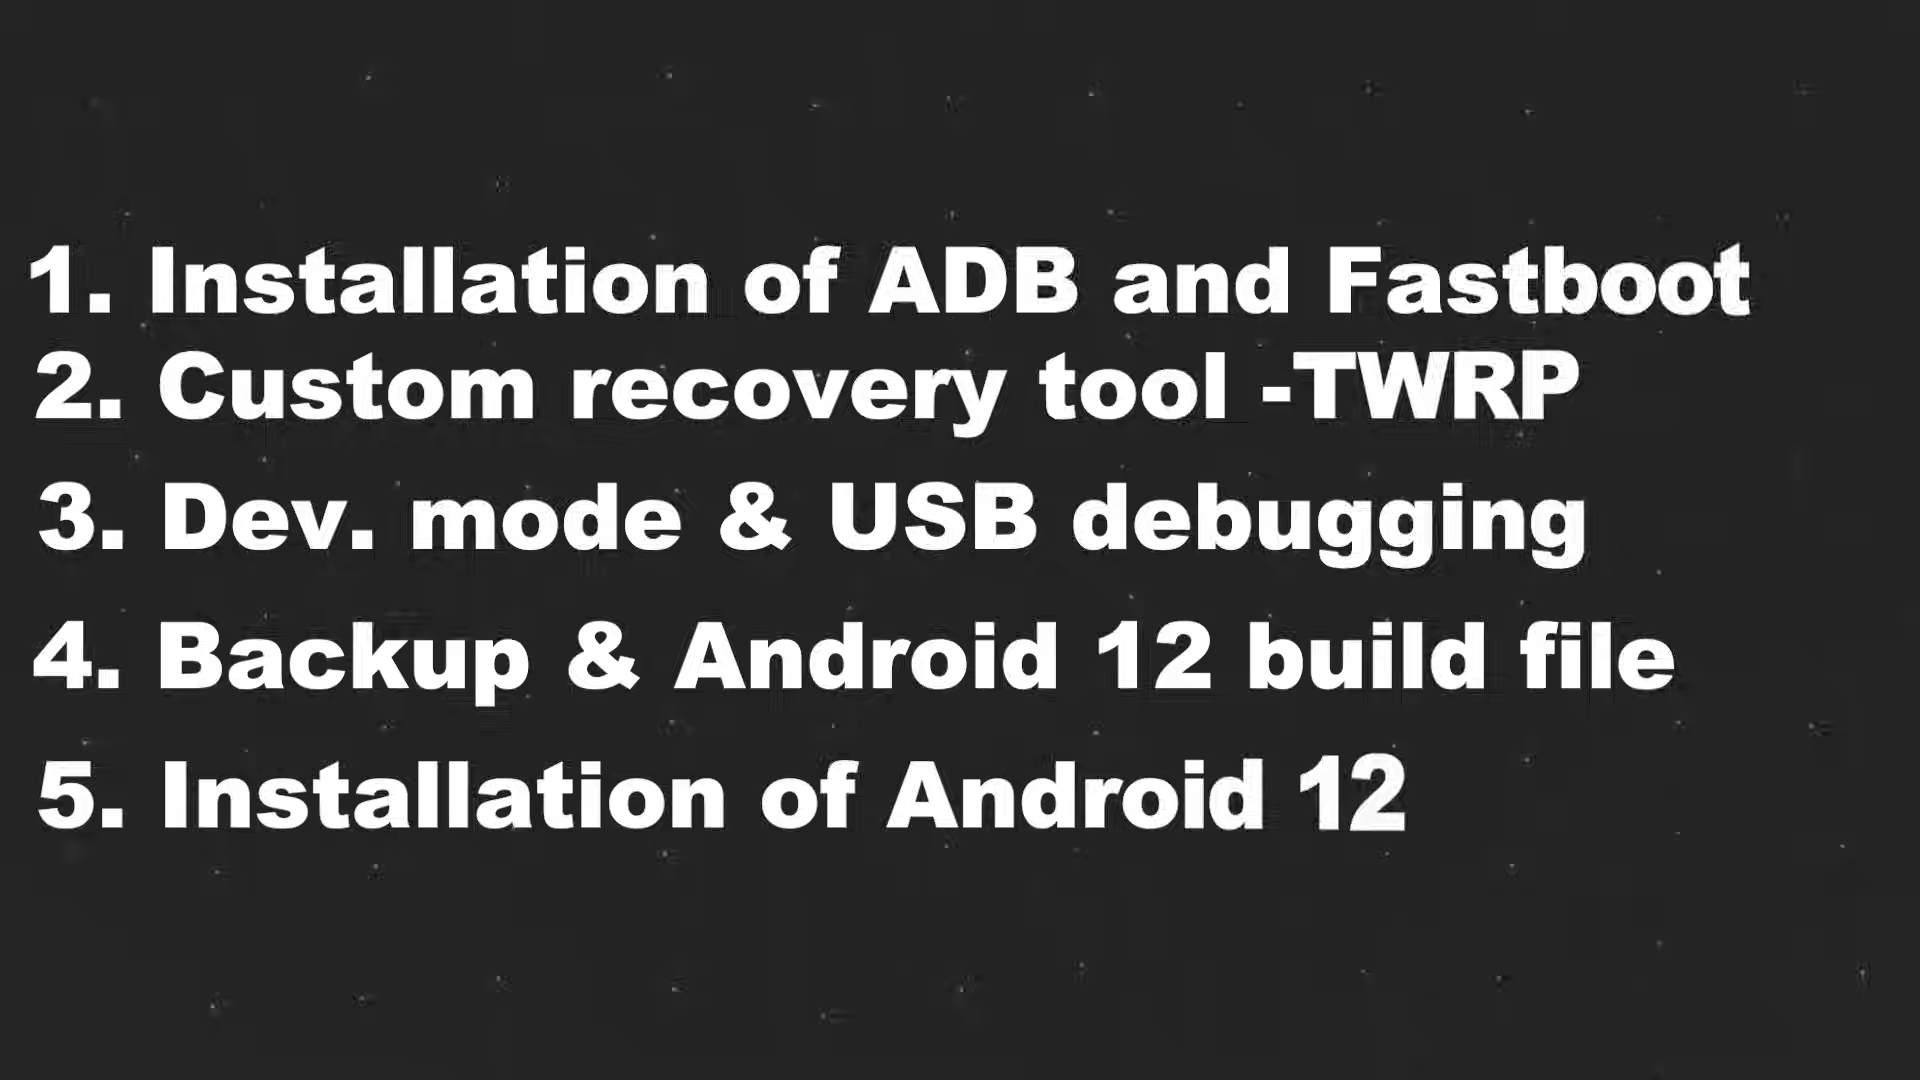 1. Installation of ADB and Fastboot
2. Custom recovery tool -TWRP
3. Dev. mode & USB debugging
4. Backup & Android 12 build file
5. Installation of Android 12